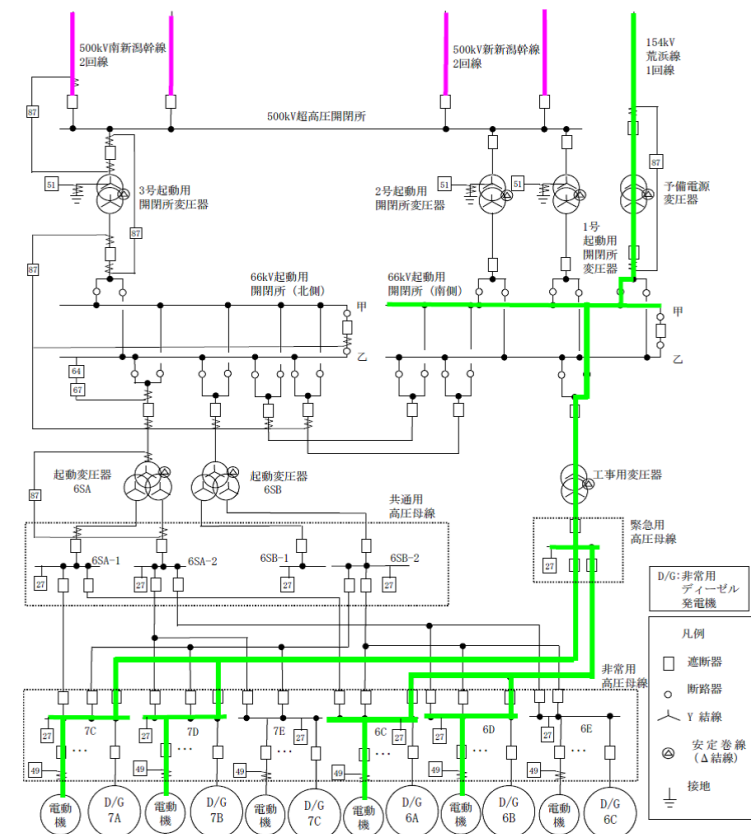 500kV南新潟幹線
2回線
500kV新新潟幹線
2回線
154kV
荒浜線
1回線
87
500kV超高圧開閉所
87
51
3号起動用
開閉所変圧器
87
2号起動用
開閉所変圧器
51
51
予備電源
変圧器
1号
起動用
開閉所
変圧器
87
66kV起動用
開閉所（北側）
66kV起動用
開閉所（南側）
甲
甲
乙
乙
64
67
起動変圧器
6SA
起動変圧器
6SB
工事用変圧器
87
共通用
高圧母線
緊急用
高圧母線
6SA-1
6SA-2
6SB-1
6SB-2
27
27
27
27
27
D/G:非常用
ディーゼル
発電機
非常用
高圧母線
7C
7D
7E
6C
6D
6E
27
27
27
27
27
27
…
…
…
…
…
…
49
49
49
49
49
49
電動機
D/G
7A
電動機
D/G
7B
電動機
D/G
7C
電動機
D/G
6A
電動機
D/G
6B
電動機
D/G
6C
凡例
遮断器
断路器
Y 結線
安定巻線
（Δ結線）
接地